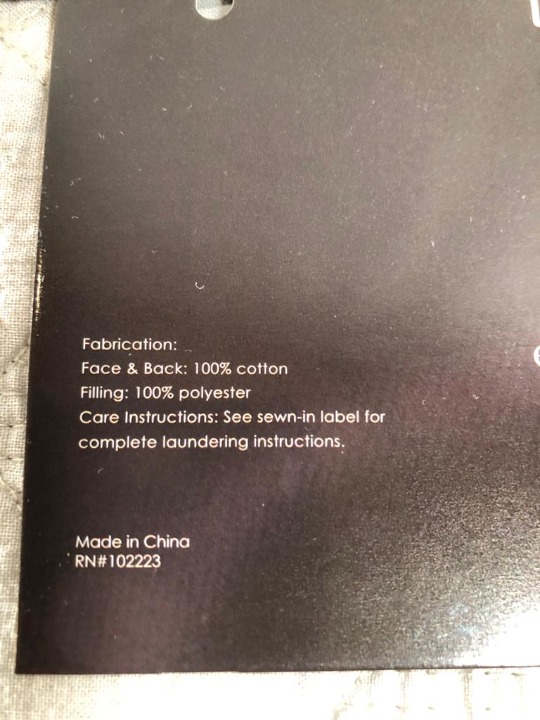 Fabrication:
Face & Back: 100% cotton
Filling: 100% polyester
Care Instructions: See sewn-in label for
complete laundering instructions.
Made in China
RN#102223